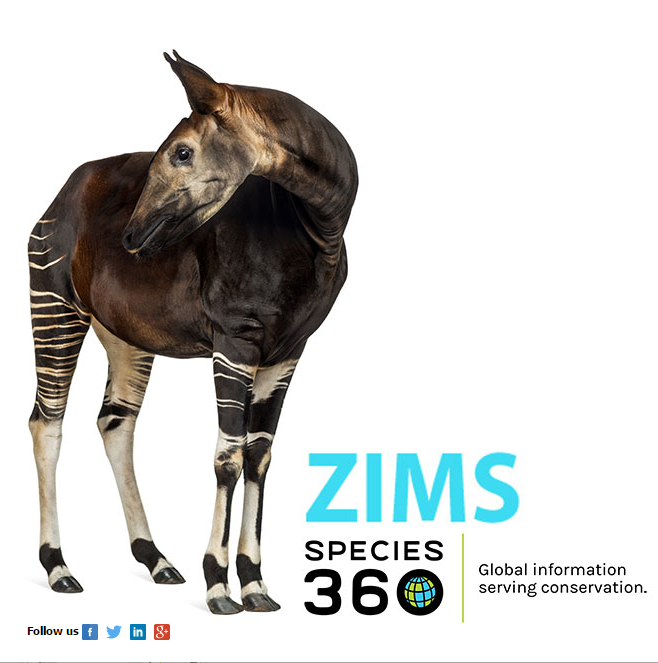 ZIMS
SPECIES
360
Global information
serving conservation.
Follow us